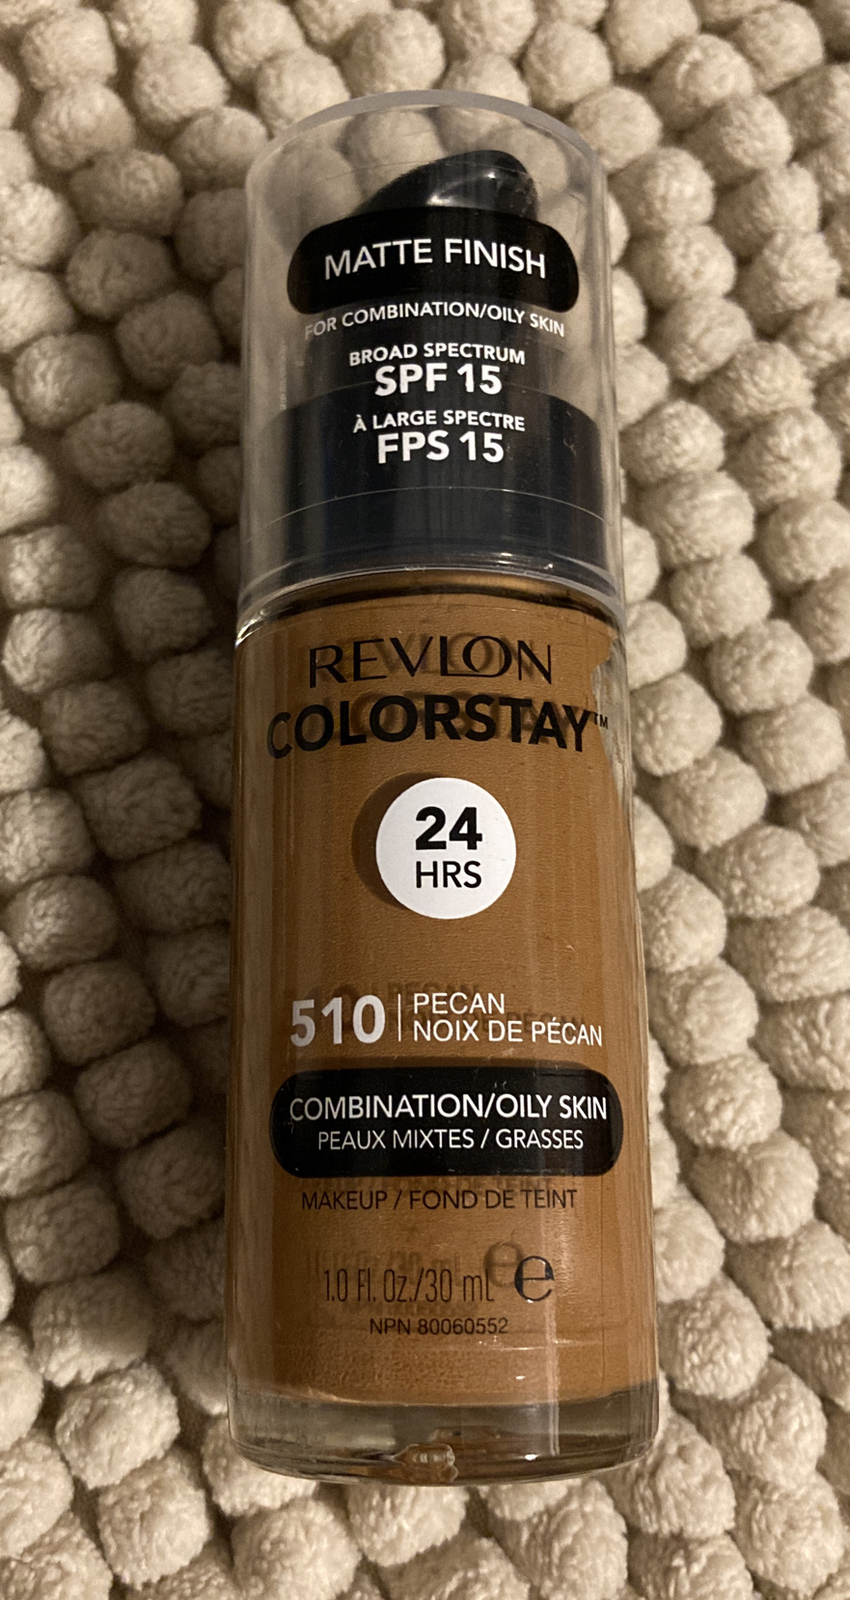 MATTE FINISH
FOR COMBINATION/OILY SKIN
BROAD SPECTRUM
SPF 15
À LARGE SPECTRE
FPS 15
REVLON
COLORSTAY™
24
HRS
510 | PECAN
NOIX DE PÉCAN
COMBINATION/OILY SKIN
PEAUX MIXTES / GRASSES
MAKEUP / FOND DE TEINT
1.0 Fl. Oz./30 mL e
NPN 80060552